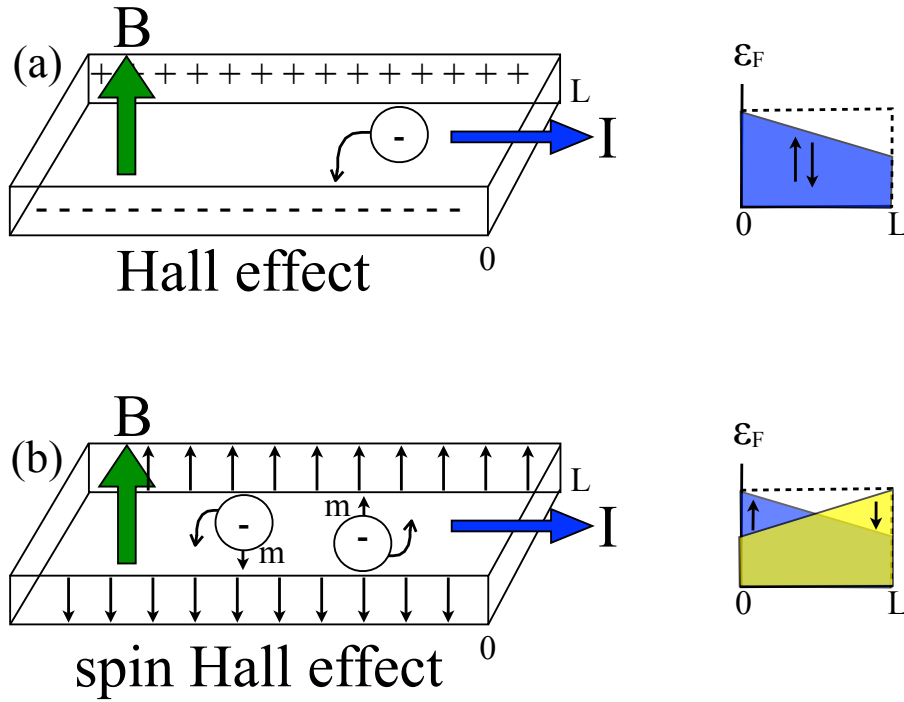 B
(a)
+ + + + + + + + + + + + + +
L
-
I
- - - - - - - - - - - - - - - - - -
0
Hall effect
εF
0
L
B
(b)
L
m
-
-
m
I
0
spin Hall effect
εF
0
L